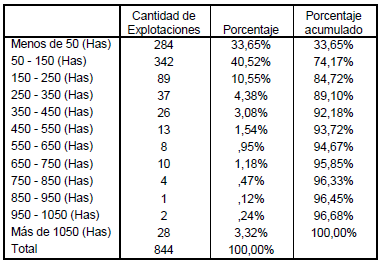 Cantidad de Explotaciones Porcentaje Porcentaje acumulado
Menos de 50 (Has) 284 33,65% 33,65%
50 - 150 (Has) 342 40,52% 74,17%
150 - 250 (Has) 89 10,55% 84,72%
250 - 350 (Has) 37 4,38% 89,10%
350 - 450 (Has) 26 3,08% 92,18%
450 - 550 (Has) 13 1,54% 93,72%
550 - 650 (Has) 8 ,95% 94,67%
650 - 750 (Has) 10 1,18% 95,85%
750 - 850 (Has) 4 ,47% 96,33%
850 - 950 (Has) 1 ,12% 96,45%
950 - 1050 (Has) 2 ,24% 96,68%
Más de 1050 (Has) 28 3,32% 100,00%
Total 844 100,00%